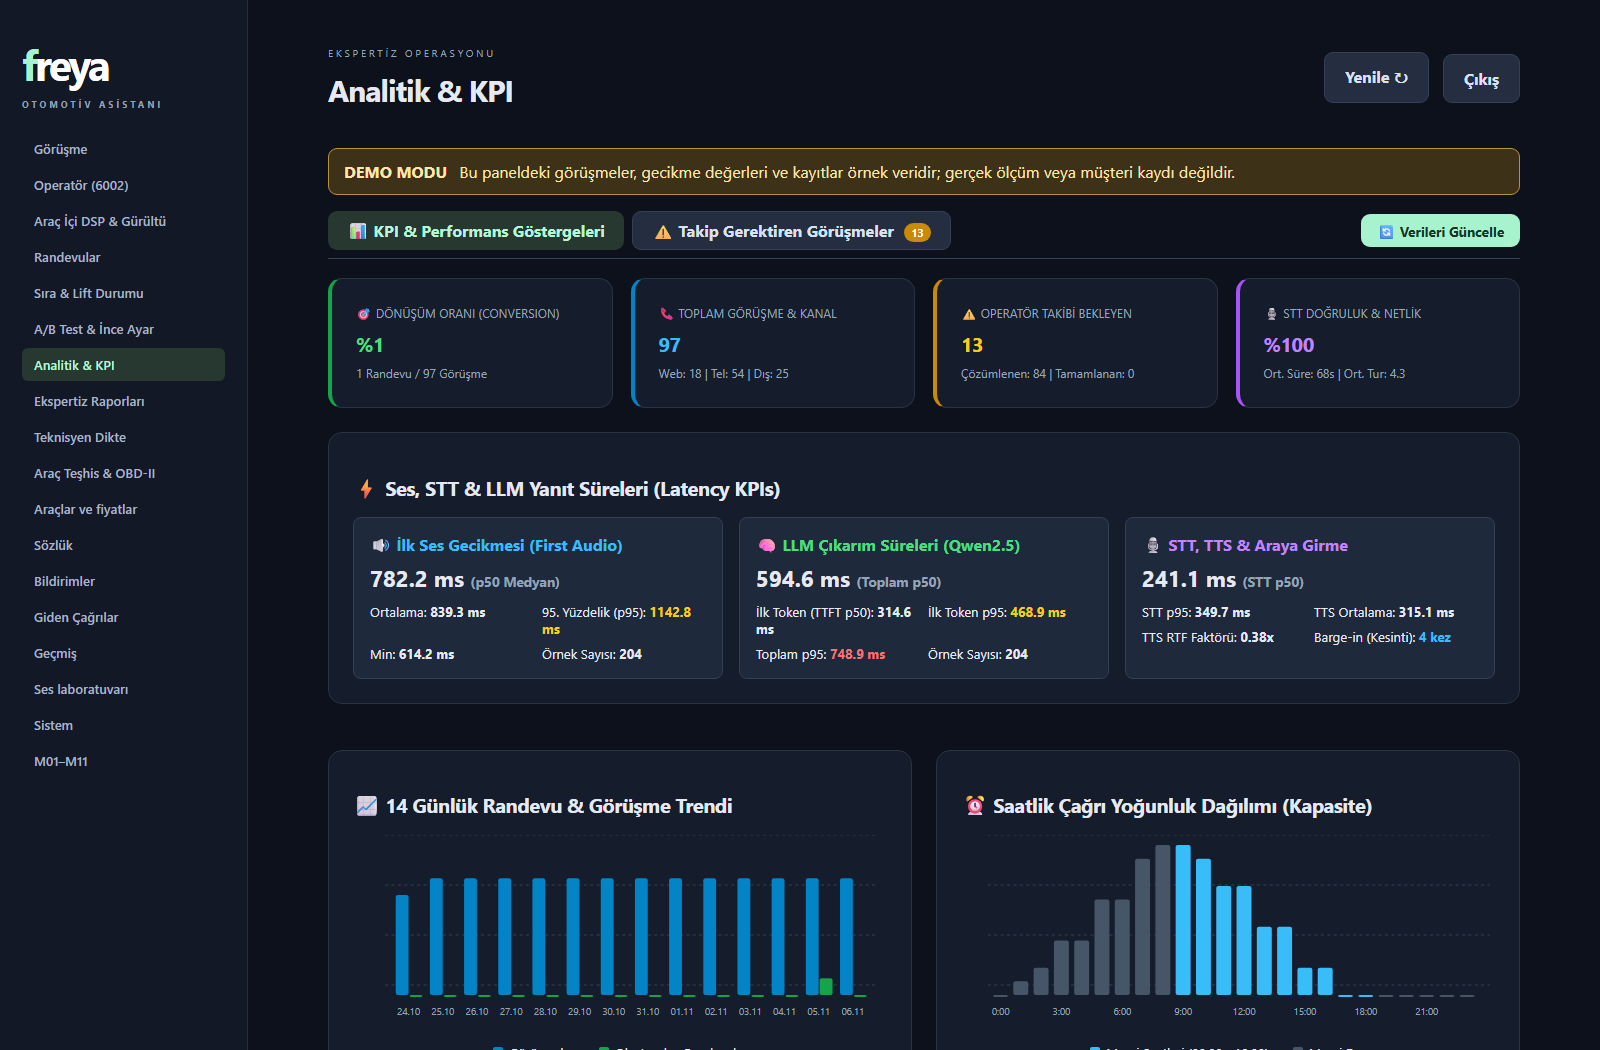 freya
OTOMOTİV ASİSTANI
Görüşme
Operatör (6002)
Araç İçi DSP & Gürültü
Randevular
Sıra & Lift Durumu
A/B Test & İnce Ayar
Analitik & KPI
Ekspertiz Raporları
Teknisyen Dikte
Araç Teşhis & OBD-II
Araçlar ve fiyatlar
Sözlük
Bildirimler
Giden Çağrılar
Geçmiş
Ses laboratuvarı
Sistem
M01–M11
EKSPERTİZ OPERASYONU
Analitik & KPI
Yenile ↻
Çıkış
DEMO MODU Bu paneldeki görüşmeler, gecikme değerleri ve kayıtlar örnek veridir; gerçek ölçüm veya müşteri kaydı değildir.
KPI & Performans Göstergeleri
Takip Gerektiren Görüşmeler 13
Verileri Güncelle
DÖNÜŞÜM ORANI (CONVERSION)
%1
1 Randevu / 97 Görüşme
TOPLAM GÖRÜŞME & KANAL
97
Web: 18 | Tel: 54 | Dış: 25
OPERATÖR TAKİBİ BEKLEYEN
13
Çözümlenen: 84 | Tamamlanan: 0
STT DOĞRULUK & NETLİK
%100
Ort. Süre: 68s | Ort. Tur: 4.3
Ses, STT & LLM Yanıt Süreleri (Latency KPIs)
İlk Ses Gecikmesi (First Audio)
782.2 ms (p50 Medyan)
Ortalama: 839.3 ms
95. Yüzdelik (p95): 1142.8
ms
Min: 614.2 ms
Örnek Sayısı: 204
LLM Çıkarım Süreleri (Qwen2.5)
594.6 ms (Toplam p50)
İlk Token (TTFT p50): 314.6
ms
İlk Token p95: 468.9 ms
Toplam p95: 748.9 ms
Örnek Sayısı: 204
STT, TTS & Araya Girme
241.1 ms (STT p50)
STT p95: 349.7 ms
TTS Ortalama: 315.1 ms
TTS RTF Faktörü: 0.38x
Barge-in (Kesinti): 4 kez
14 Günlük Randevu & Görüşme Trendi
24.10 25.10 26.10 27.10 28.10 29.10 30.10 31.10 01.11 02.11 03.11 04.11 05.11 06.11
Saatlik Çağrı Yoğunluk Dağılımı (Kapasite)
0:00 3:00 6:00 9:00 12:00 15:00 18:00 21:00